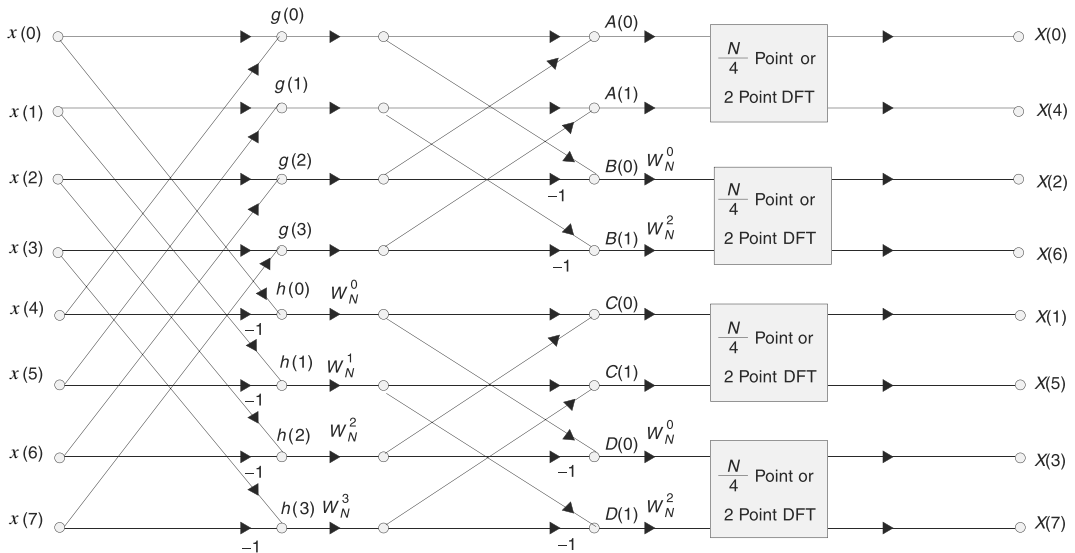 g(0)
x(0) A(0) X(0)
N/4 Point or
2 Point DFT
g(1)
x(1) A(1) X(4)
g(2)
x(2) B(0) W_N^0 X(2)
-1
N/4 Point or
2 Point DFT
g(3)
x(3) B(1) W_N^2 X(6)
-1
h(0) W_N^0
x(4) C(0) X(1)
-1
N/4 Point or
2 Point DFT
h(1) W_N^1
x(5) C(1) X(5)
-1
h(2) W_N^2
x(6) D(0) W_N^0 X(3)
-1 -1
N/4 Point or
2 Point DFT
h(3) W_N^3
x(7) D(1) W_N^2 X(7)
-1 -1